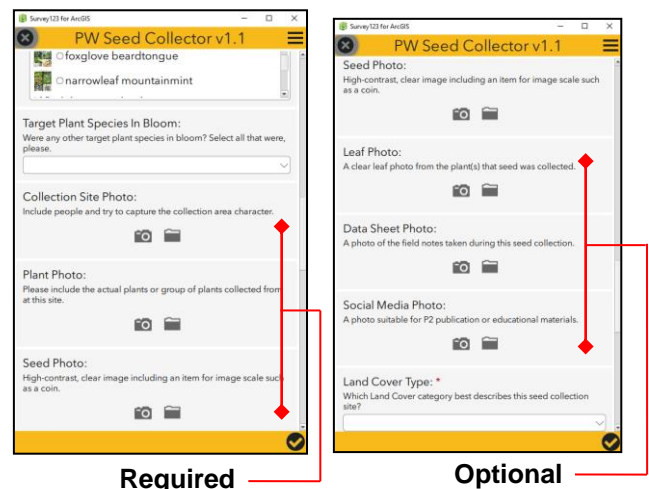 Survey123 for ArcGIS
PW Seed Collector v1.1
foxglove beardtongue
narrowleaf mountainmint
Target Plant Species In Bloom:
Were any other target plant species in bloom? Select all that were,
please.
Collection Site Photo:
Include people and try to capture the collection area character.
Plant Photo:
Please include the actual plants or group of plants collected from
at this site.
Seed Photo:
High-contrast, clear image including an item for image scale such
as a coin.
Required
Survey123 for ArcGIS
PW Seed Collector v1.1
Seed Photo:
High-contrast, clear image including an item for image scale such
as a coin.
Leaf Photo:
A clear leaf photo from the plant(s) that seed was collected.
Data Sheet Photo:
A photo of the field notes taken during this seed collection.
Social Media Photo:
A photo suitable for P2 publication or educational materials.
Land Cover Type: *
Which Land Cover category best describes this seed collection
site?
Optional